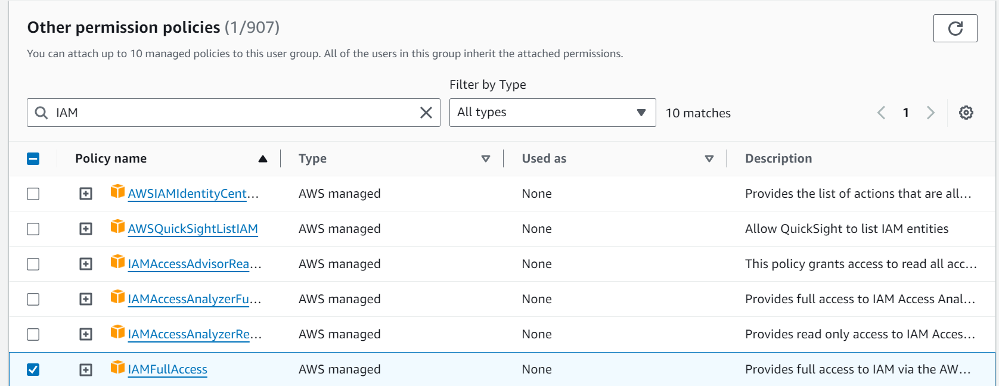 Other permission policies (1/907)
You can attach up to 10 managed policies to this user group. All of the users in this group inherit the attached permissions.
Filter by Type
IAM All types 10 matches 1
Policy name Type Used as Description
AWSIAMIdentityCent... AWS managed None Provides the list of actions that are all...
AWSQuickSightListIAM AWS managed None Allow QuickSight to list IAM entities
IAMAccessAdvisorRea... AWS managed None This policy grants access to read all acc...
IAMAccessAnalyzerFu... AWS managed None Provides full access to IAM Access Anal...
IAMAccessAnalyzerRe... AWS managed None Provides read only access to IAM Acces...
IAMFullAccess AWS managed None Provides full access to IAM via the AW...